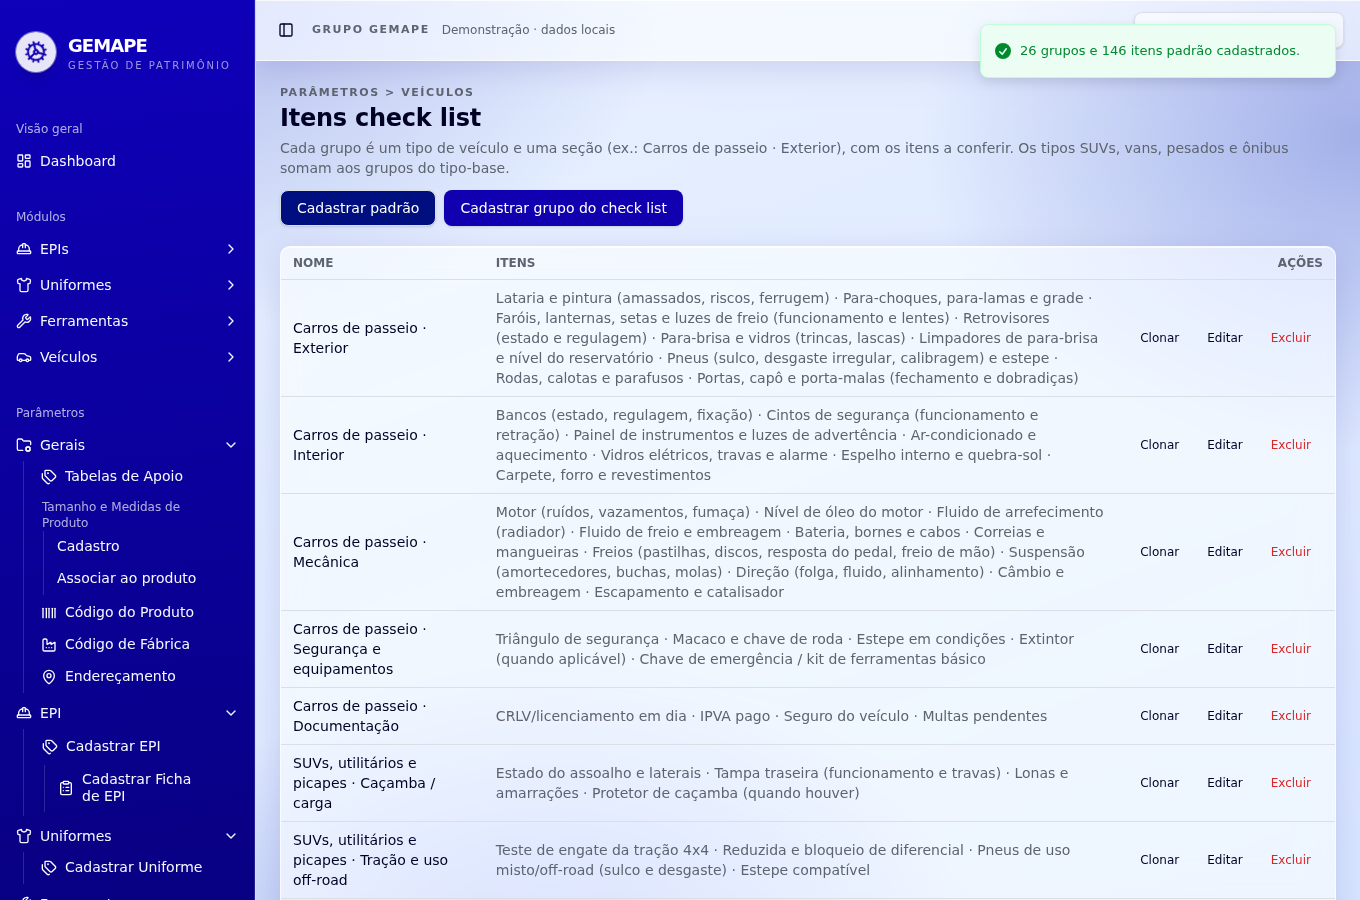 GEMAPE
GESTÃO DE PATRIMÔNIO
Visão geral
Dashboard
Módulos
EPIs
Uniformes
Ferramentas
Veículos
Parâmetros
Gerais
Tabelas de Apoio
Tamanho e Medidas de
Produto
Cadastro
Associar ao produto
Código do Produto
Código de Fábrica
Endereçamento
EPI
Cadastrar EPI
Cadastrar Ficha
de EPI
Uniformes
Cadastrar Uniforme
GRUPO GEMAPE Demonstração · dados locais
26 grupos e 146 itens padrão cadastrados.
PARÂMETROS > VEÍCULOS
Itens check list
Cada grupo é um tipo de veículo e uma seção (ex.: Carros de passeio · Exterior), com os itens a conferir. Os tipos SUVs, vans, pesados e ônibus
somam aos grupos do tipo-base.
Cadastrar padrão Cadastrar grupo do check list
NOME ITENS AÇÕES
Carros de passeio ·
Exterior
Lataria e pintura (amassados, riscos, ferrugem) · Para-choques, para-lamas e grade ·
Faróis, lanternas, setas e luzes de freio (funcionamento e lentes) · Retrovisores
(estado e regulagem) · Para-brisa e vidros (trincas, lascas) · Limpadores de para-brisa
e nível do reservatório · Pneus (sulco, desgaste irregular, calibragem) e estepe ·
Rodas, calotas e parafusos · Portas, capô e porta-malas (fechamento e dobradiças)
Clonar Editar Excluir
Carros de passeio ·
Interior
Bancos (estado, regulagem, fixação) · Cintos de segurança (funcionamento e
retração) · Painel de instrumentos e luzes de advertência · Ar-condicionado e
aquecimento · Vidros elétricos, travas e alarme · Espelho interno e quebra-sol ·
Carpete, forro e revestimentos
Clonar Editar Excluir
Carros de passeio ·
Mecânica
Motor (ruídos, vazamentos, fumaça) · Nível de óleo do motor · Fluido de arrefecimento
(radiador) · Fluido de freio e embreagem · Bateria, bornes e cabos · Correias e
mangueiras · Freios (pastilhas, discos, resposta do pedal, freio de mão) · Suspensão
(amortecedores, buchas, molas) · Direção (folga, fluido, alinhamento) · Câmbio e
embreagem · Escapamento e catalisador
Clonar Editar Excluir
Carros de passeio ·
Segurança e
equipamentos
Triângulo de segurança · Macaco e chave de roda · Estepe em condições · Extintor
(quando aplicável) · Chave de emergência / kit de ferramentas básico
Clonar Editar Excluir
Carros de passeio ·
Documentação
CRLV/licenciamento em dia · IPVA pago · Seguro do veículo · Multas pendentes
Clonar Editar Excluir
SUVs, utilitários e
picapes · Caçamba /
carga
Estado do assoalho e laterais · Tampa traseira (funcionamento e travas) · Lonas e
amarrações · Protetor de caçamba (quando houver)
Clonar Editar Excluir
SUVs, utilitários e
picapes · Tração e uso
off-road
Teste de engate da tração 4x4 · Reduzida e bloqueio de diferencial · Pneus de uso
misto/off-road (sulco e desgaste) · Estepe compatível
Clonar Editar Excluir